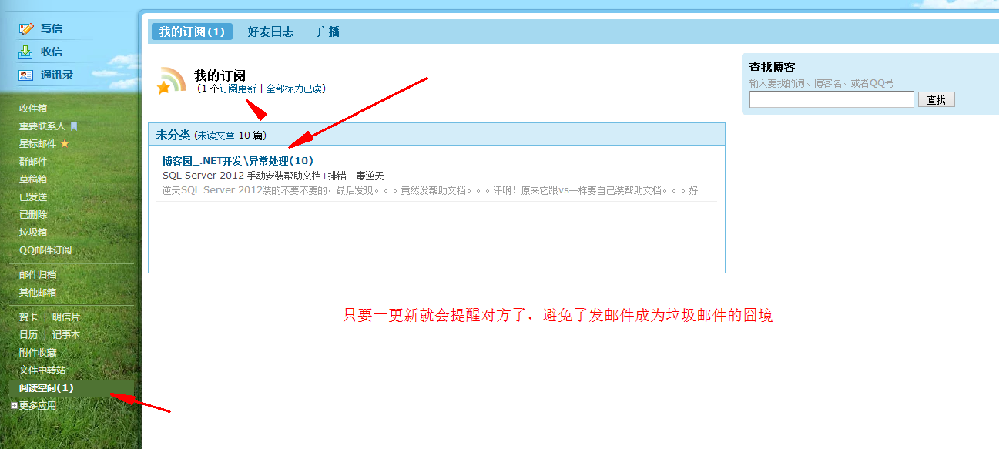 写信
收信
通讯录
收件箱
重要联系人
星标邮件
群邮件
草稿箱
已发送
已删除
垃圾箱
QQ邮件订阅
邮件归档
其他邮箱
贺卡 | 明信片
日历 | 记事本
附件收藏
文件中转站
阅读空间(1)
更多应用
我的订阅(1) 好友日志 广播
我的订阅
(1 个订阅更新 | 全部标为已读)
未分类 (未读文章 10 篇)
博客园_.NET开发\异常处理(10)
SQL Server 2012 手动安装帮助文档+排错 - 毒逆天
逆天SQL Server 2012装的不要不要的，最后发现。。。竟然没帮助文档。。。汗啊！原来它跟vs一样要自己装帮助文档。。。好
只要一更新就会提醒对方了，避免了发邮件成为垃圾邮件的囧境
查找博客
输入要找的词、博客名、或者QQ号
查找